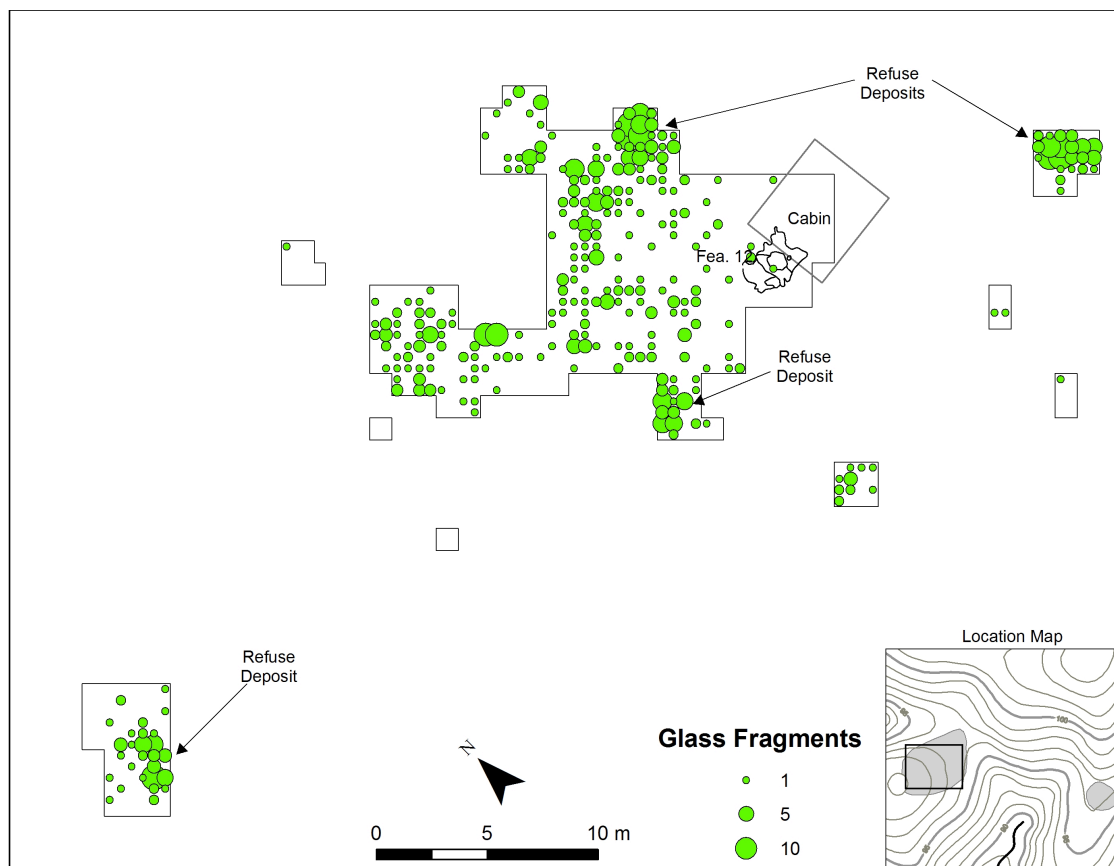 Refuse
Deposits
Cabin
Fea. 12
Refuse
Deposit
Refuse
Deposit
Location Map
100
N
Glass Fragments
1
5
10
0 5 10 m